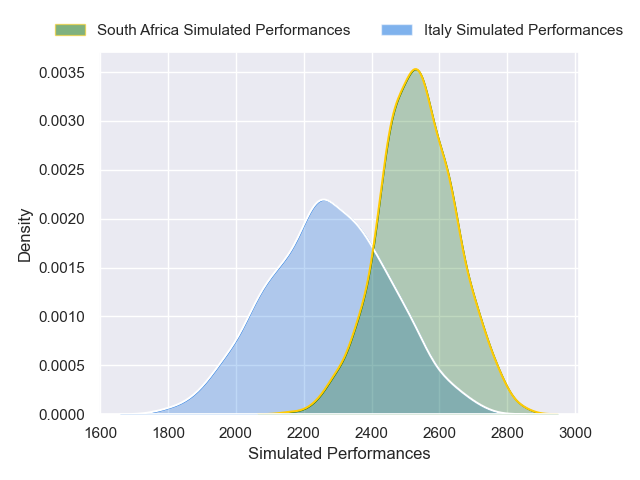 South Africa Simulated Performances Italy Simulated Performances
0.0035
0.0030
0.0025
0.0020
0.0015
0.0010
0.0005
0.0000
Density
1600 1800 2000 2200 2400 2600 2800 3000
Simulated Performances